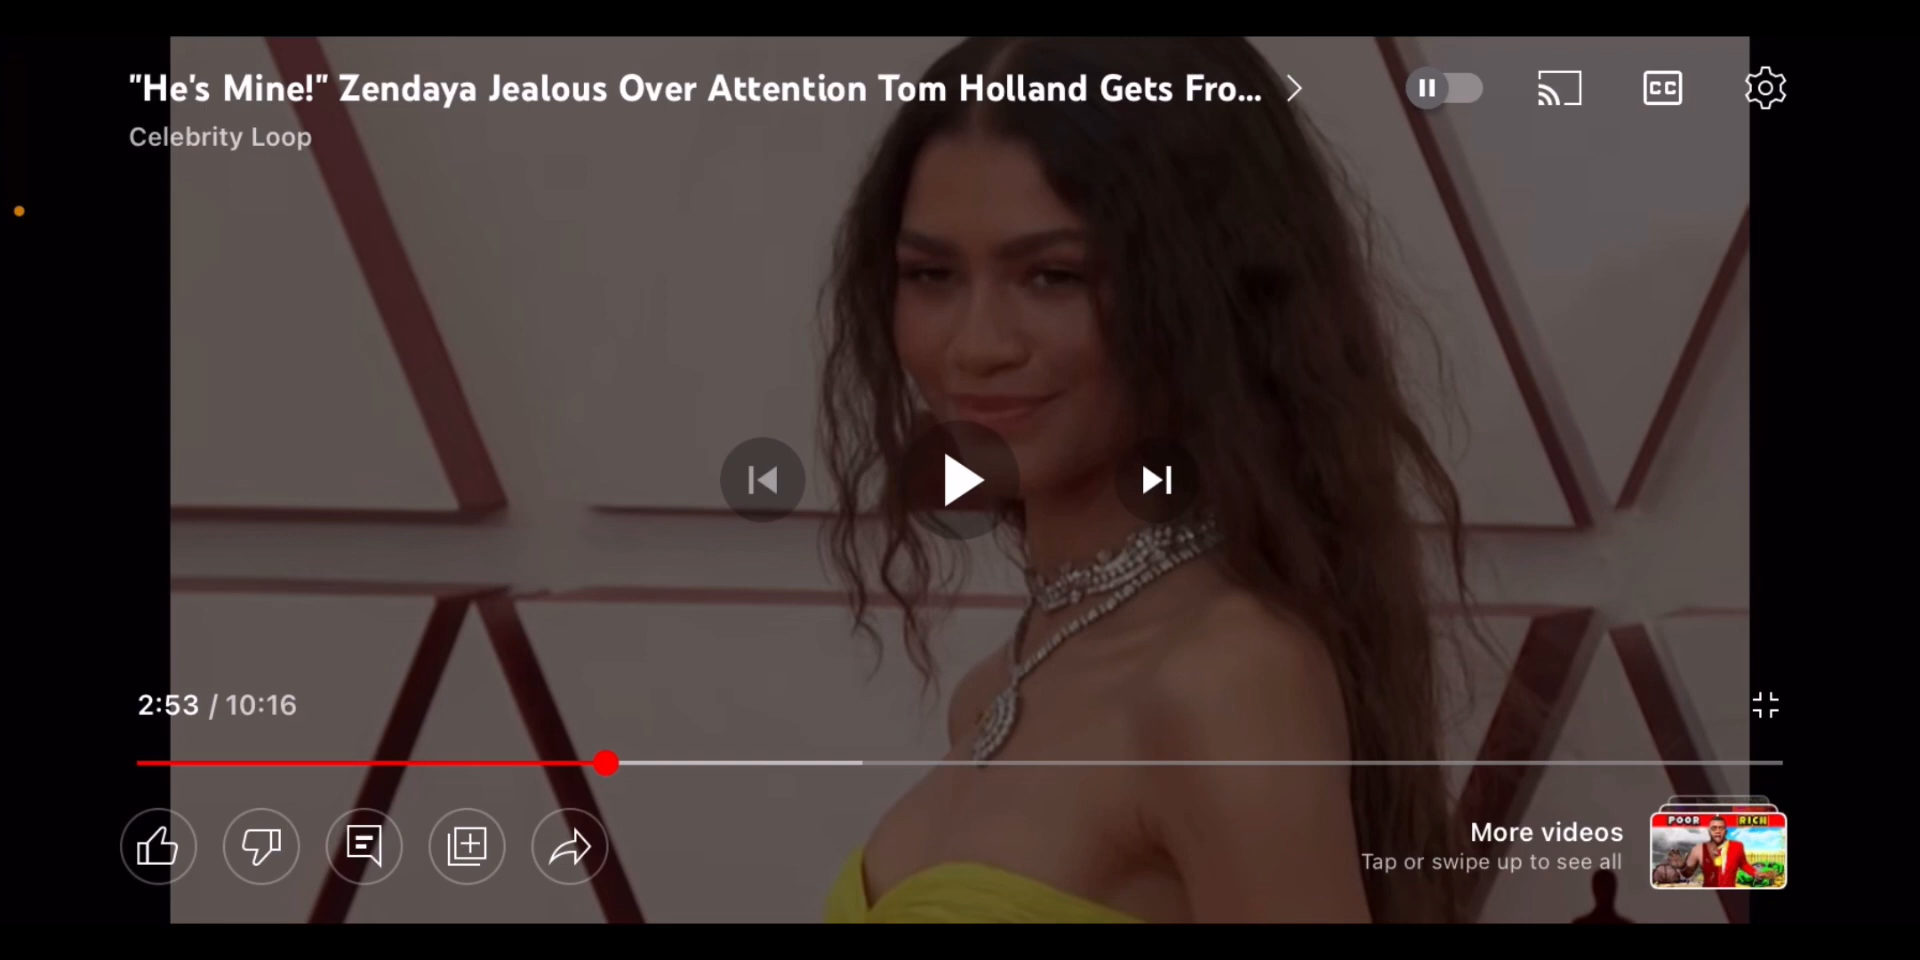 "He's Mine!" Zendaya Jealous Over Attention Tom Holland Gets Fro...
CC
Celebrity Loop
2:53 / 10:16
More videos
Tap or swipe up to see all
POOR RICH